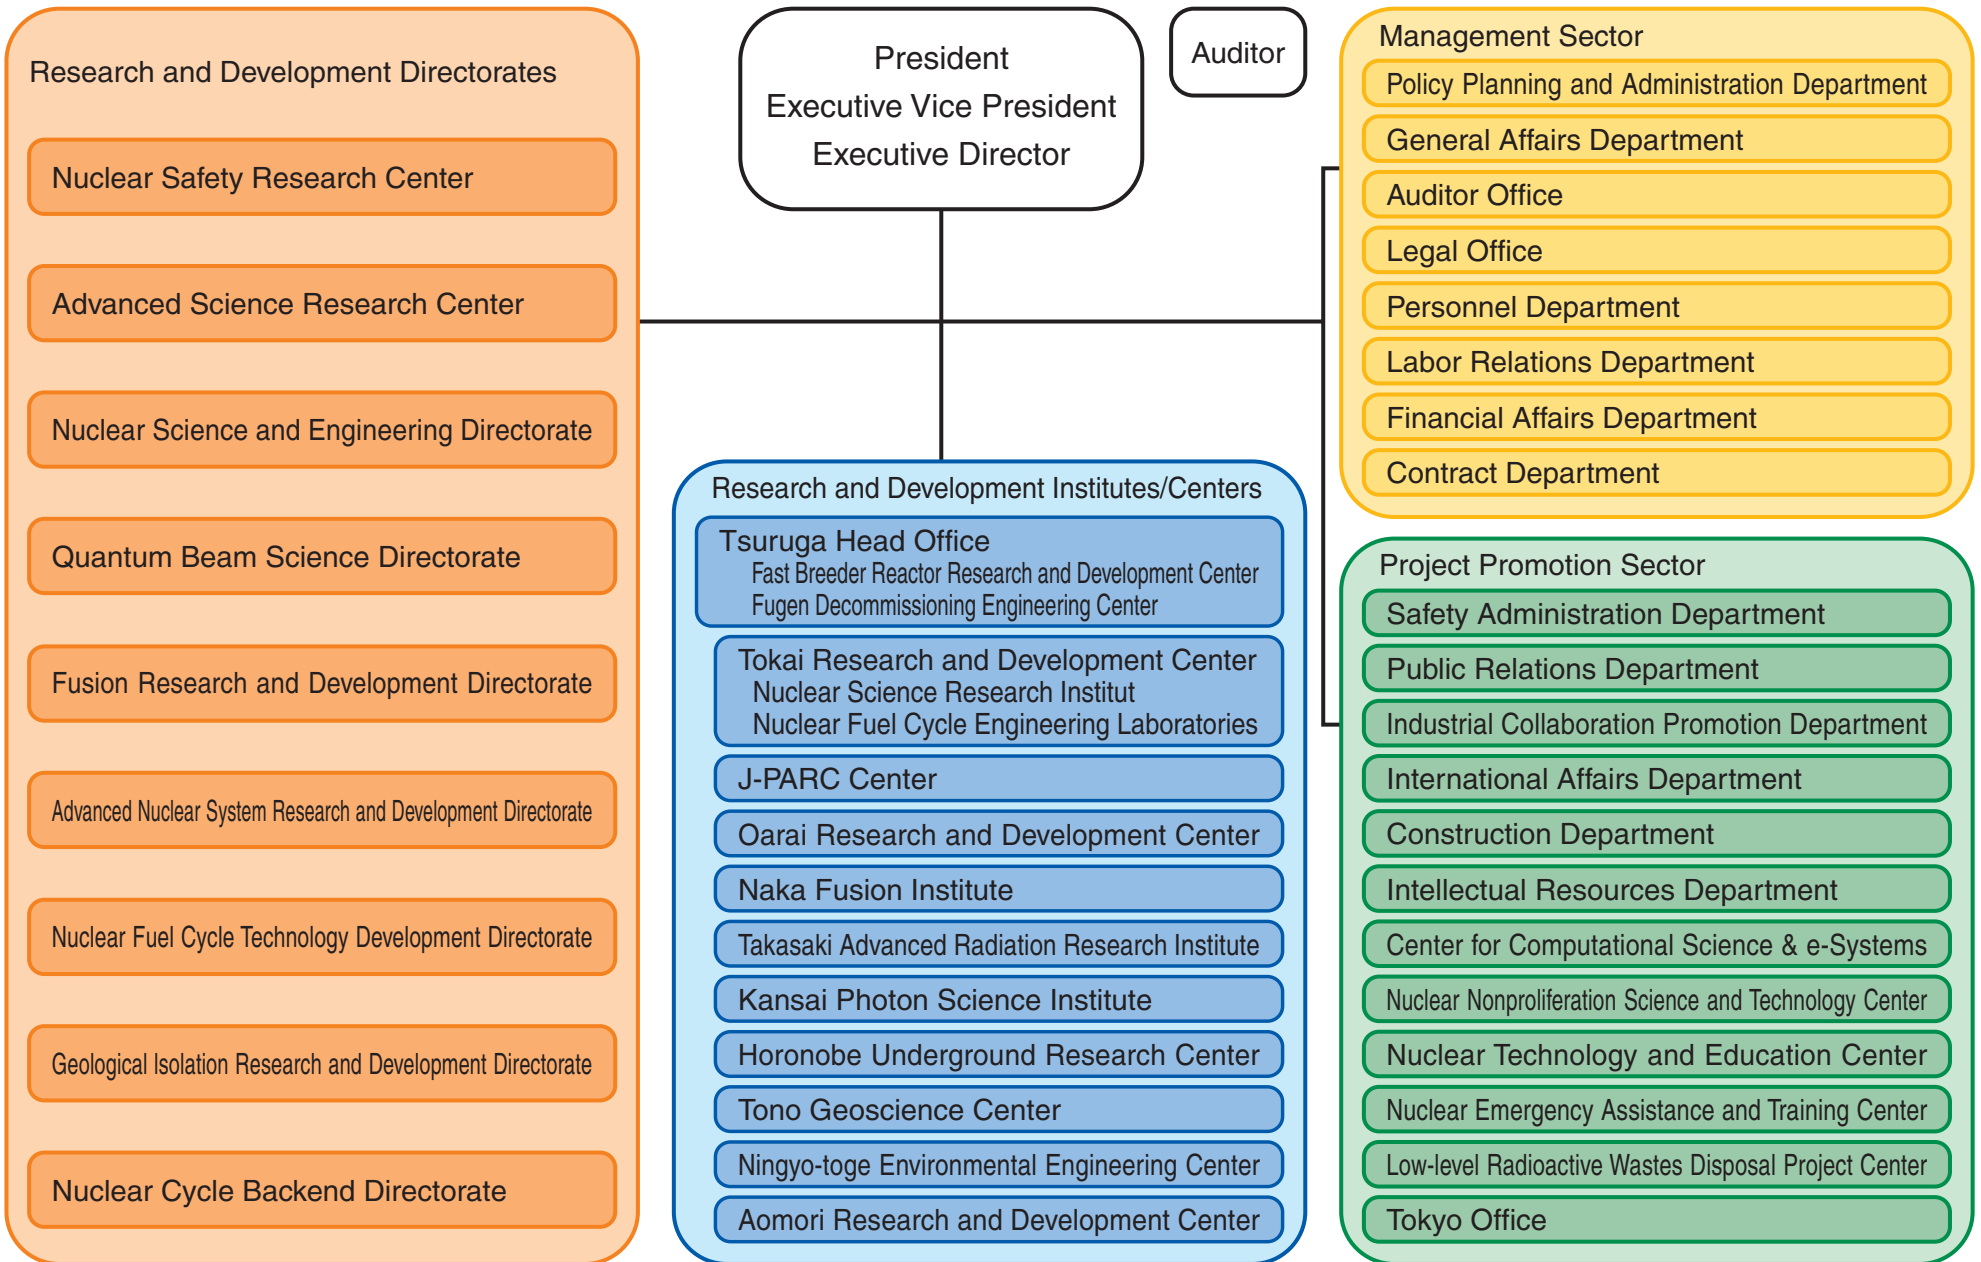 Research and Development Directorates
Nuclear Safety Research Center
Advanced Science Research Center
Nuclear Science and Engineering Directorate
Quantum Beam Science Directorate
Fusion Research and Development Directorate
Advanced Nuclear System Research and Development Directorate
Nuclear Fuel Cycle Technology Development Directorate
Geological Isolation Research and Development Directorate
Nuclear Cycle Backend Directorate
President
Executive Vice President
Executive Director
Auditor
Research and Development Institutes/Centers
Tsuruga Head Office
Fast Breeder Reactor Research and Development Center
Fugen Decommissioning Engineering Center
Tokai Research and Development Center
Nuclear Science Research Institut
Nuclear Fuel Cycle Engineering Laboratories
J-PARC Center
Oarai Research and Development Center
Naka Fusion Institute
Takasaki Advanced Radiation Research Institute
Kansai Photon Science Institute
Horonobe Underground Research Center
Tono Geoscience Center
Ningyo-toge Environmental Engineering Center
Aomori Research and Development Center
Management Sector
Policy Planning and Administration Department
General Affairs Department
Auditor Office
Legal Office
Personnel Department
Labor Relations Department
Financial Affairs Department
Contract Department
Project Promotion Sector
Safety Administration Department
Public Relations Department
Industrial Collaboration Promotion Department
International Affairs Department
Construction Department
Intellectual Resources Department
Center for Computational Science & e-Systems
Nuclear Nonproliferation Science and Technology Center
Nuclear Technology and Education Center
Nuclear Emergency Assistance and Training Center
Low-level Radioactive Wastes Disposal Project Center
Tokyo Office